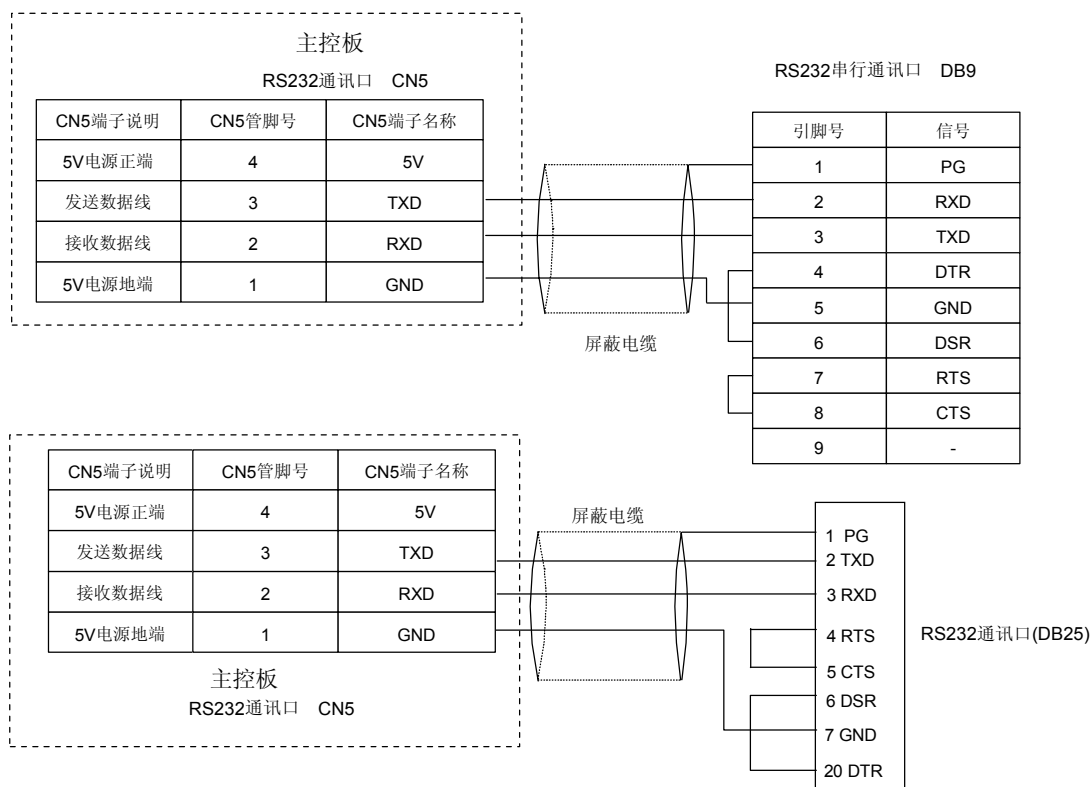 主控板
RS232通讯口 CN5
CN5端子说明 CN5管脚号 CN5端子名称
5V电源正端 4 5V
发送数据线 3 TXD
接收数据线 2 RXD
5V电源地端 1 GND
屏蔽电缆
RS232串行通讯口 DB9
引脚号 信号
1 PG
2 RXD
3 TXD
4 DTR
5 GND
6 DSR
7 RTS
8 CTS
9 -
CN5端子说明 CN5管脚号 CN5端子名称
5V电源正端 4 5V
发送数据线 3 TXD
接收数据线 2 RXD
5V电源地端 1 GND
主控板
RS232通讯口 CN5
屏蔽电缆
1 PG
2 TXD
3 RXD
4 RTS
5 CTS
6 DSR
7 GND
20 DTR
RS232通讯口(DB25)